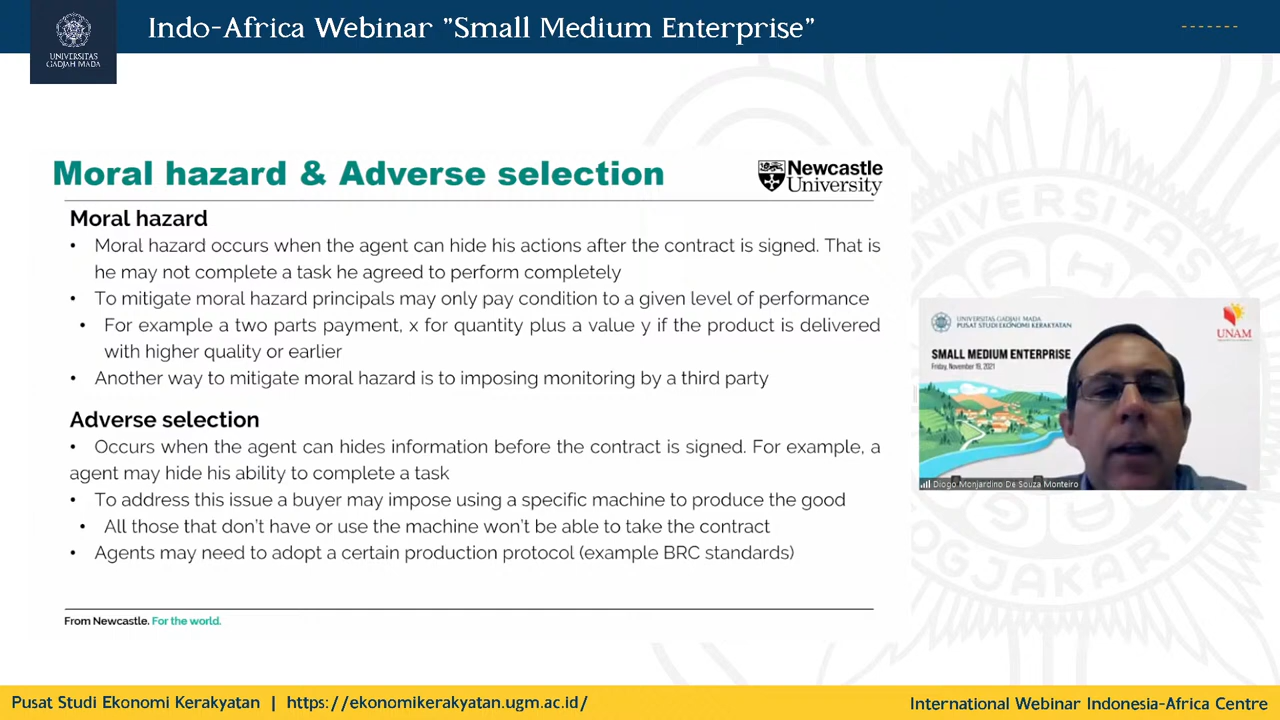 Indo-Africa Webinar "Small Medium Enterprise"
UNIVERSITAS
GADJAH MADA
Moral hazard & Adverse selection
Newcastle
University
Moral hazard
• Moral hazard occurs when the agent can hide his actions after the contract is signed. That is
he may not complete a task he agreed to perform completely
• To mitigate moral hazard principals may only pay condition to a given level of performance
• For example a two parts payment, x for quantity plus a value y if the product is delivered
with higher quality or earlier
• Another way to mitigate moral hazard is to imposing monitoring by a third party
Adverse selection
• Occurs when the agent can hides information before the contract is signed. For example, a
agent may hide his ability to complete a task
• To address this issue a buyer may impose using a specific machine to produce the good
• All those that don't have or use the machine won't be able to take the contract
• Agents may need to adopt a certain production protocol (example BRC standards)
From Newcastle. For the world.
UNIVERSITAS GADJAH MADA
PUSAT STUDI EKONOMI KERAKYATAN
UNAM
SMALL MEDIUM ENTERPRISE
Friday, November 19, 2021
Diogo Monjardino De Souza Monteiro
Pusat Studi Ekonomi Kerakyatan | https://ekonomikerakyatan.ugm.ac.id/
International Webinar Indonesia-Africa Centre